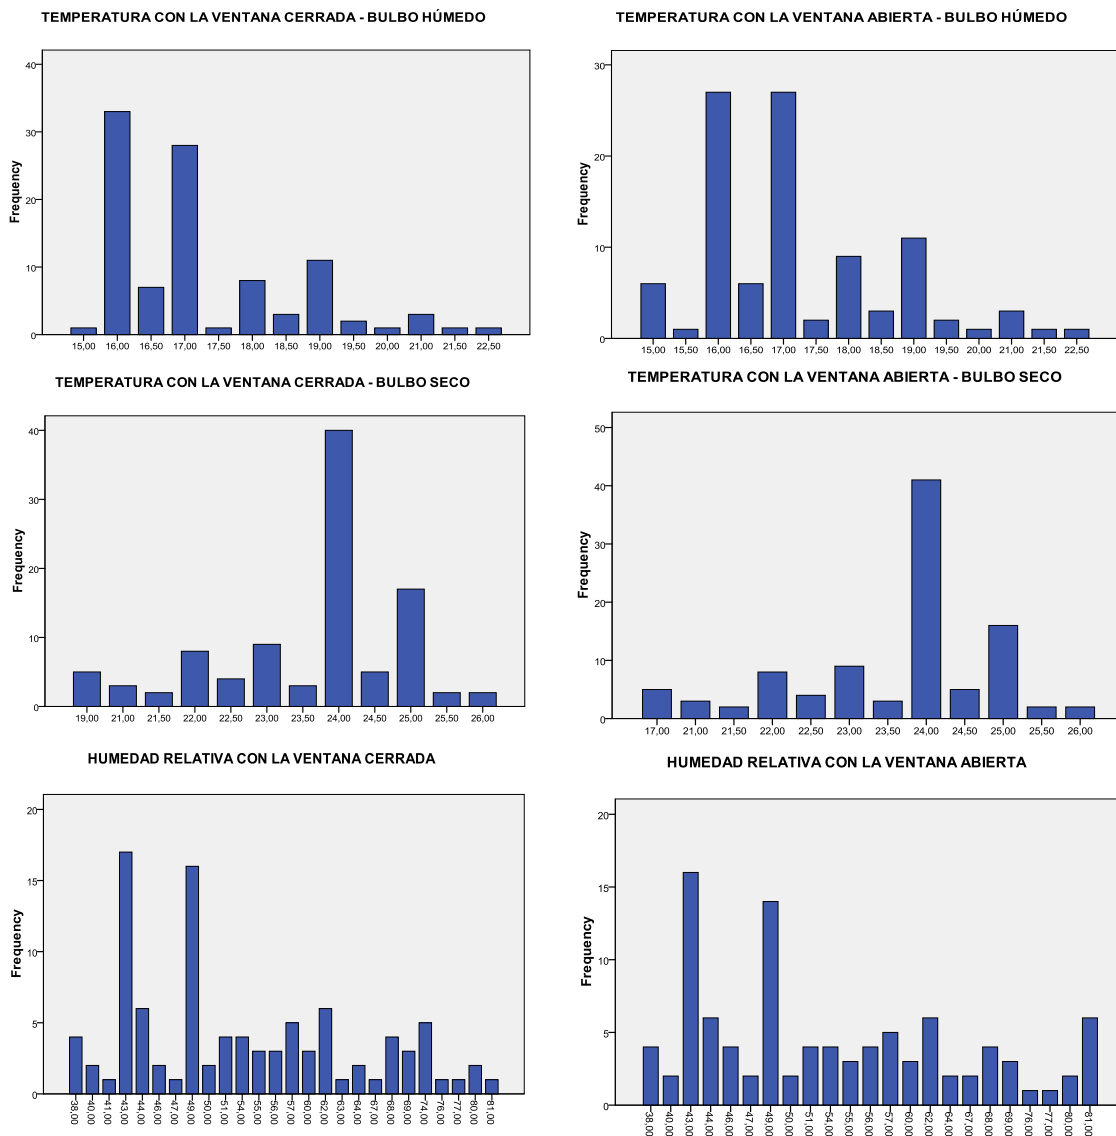 TEMPERATURA CON LA VENTANA CERRADA - BULBO HÚMEDO
Frequency
40
30
20
10
0
15,00 16,00 16,50 17,00 17,50 18,00 18,50 19,00 19,50 20,00 21,00 21,50 22,50
TEMPERATURA CON LA VENTANA ABIERTA - BULBO HÚMEDO
Frequency
30
20
10
0
15,00 15,50 16,00 16,50 17,00 17,50 18,00 18,50 19,00 19,50 20,00 21,00 21,50 22,50
TEMPERATURA CON LA VENTANA CERRADA - BULBO SECO
Frequency
40
30
20
10
0
19,00 21,00 21,50 22,00 22,50 23,00 23,50 24,00 24,50 25,00 25,50 26,00
TEMPERATURA CON LA VENTANA ABIERTA - BULBO SECO
Frequency
50
40
30
20
10
0
17,00 21,00 21,50 22,00 22,50 23,00 23,50 24,00 24,50 25,00 25,50 26,00
HUMEDAD RELATIVA CON LA VENTANA CERRADA
Frequency
20
15
10
5
0
38,00 40,00 41,00 43,00 44,00 46,00 47,00 49,00 50,00 51,00 54,00 55,00 56,00 57,00 60,00 62,00 63,00 64,00 67,00 68,00 69,00 74,00 76,00 77,00 80,00 81,00
HUMEDAD RELATIVA CON LA VENTANA ABIERTA
Frequency
20
15
10
5
0
38,00 40,00 43,00 44,00 46,00 47,00 49,00 50,00 51,00 54,00 55,00 56,00 57,00 60,00 62,00 64,00 67,00 68,00 69,00 76,00 77,00 80,00 81,00